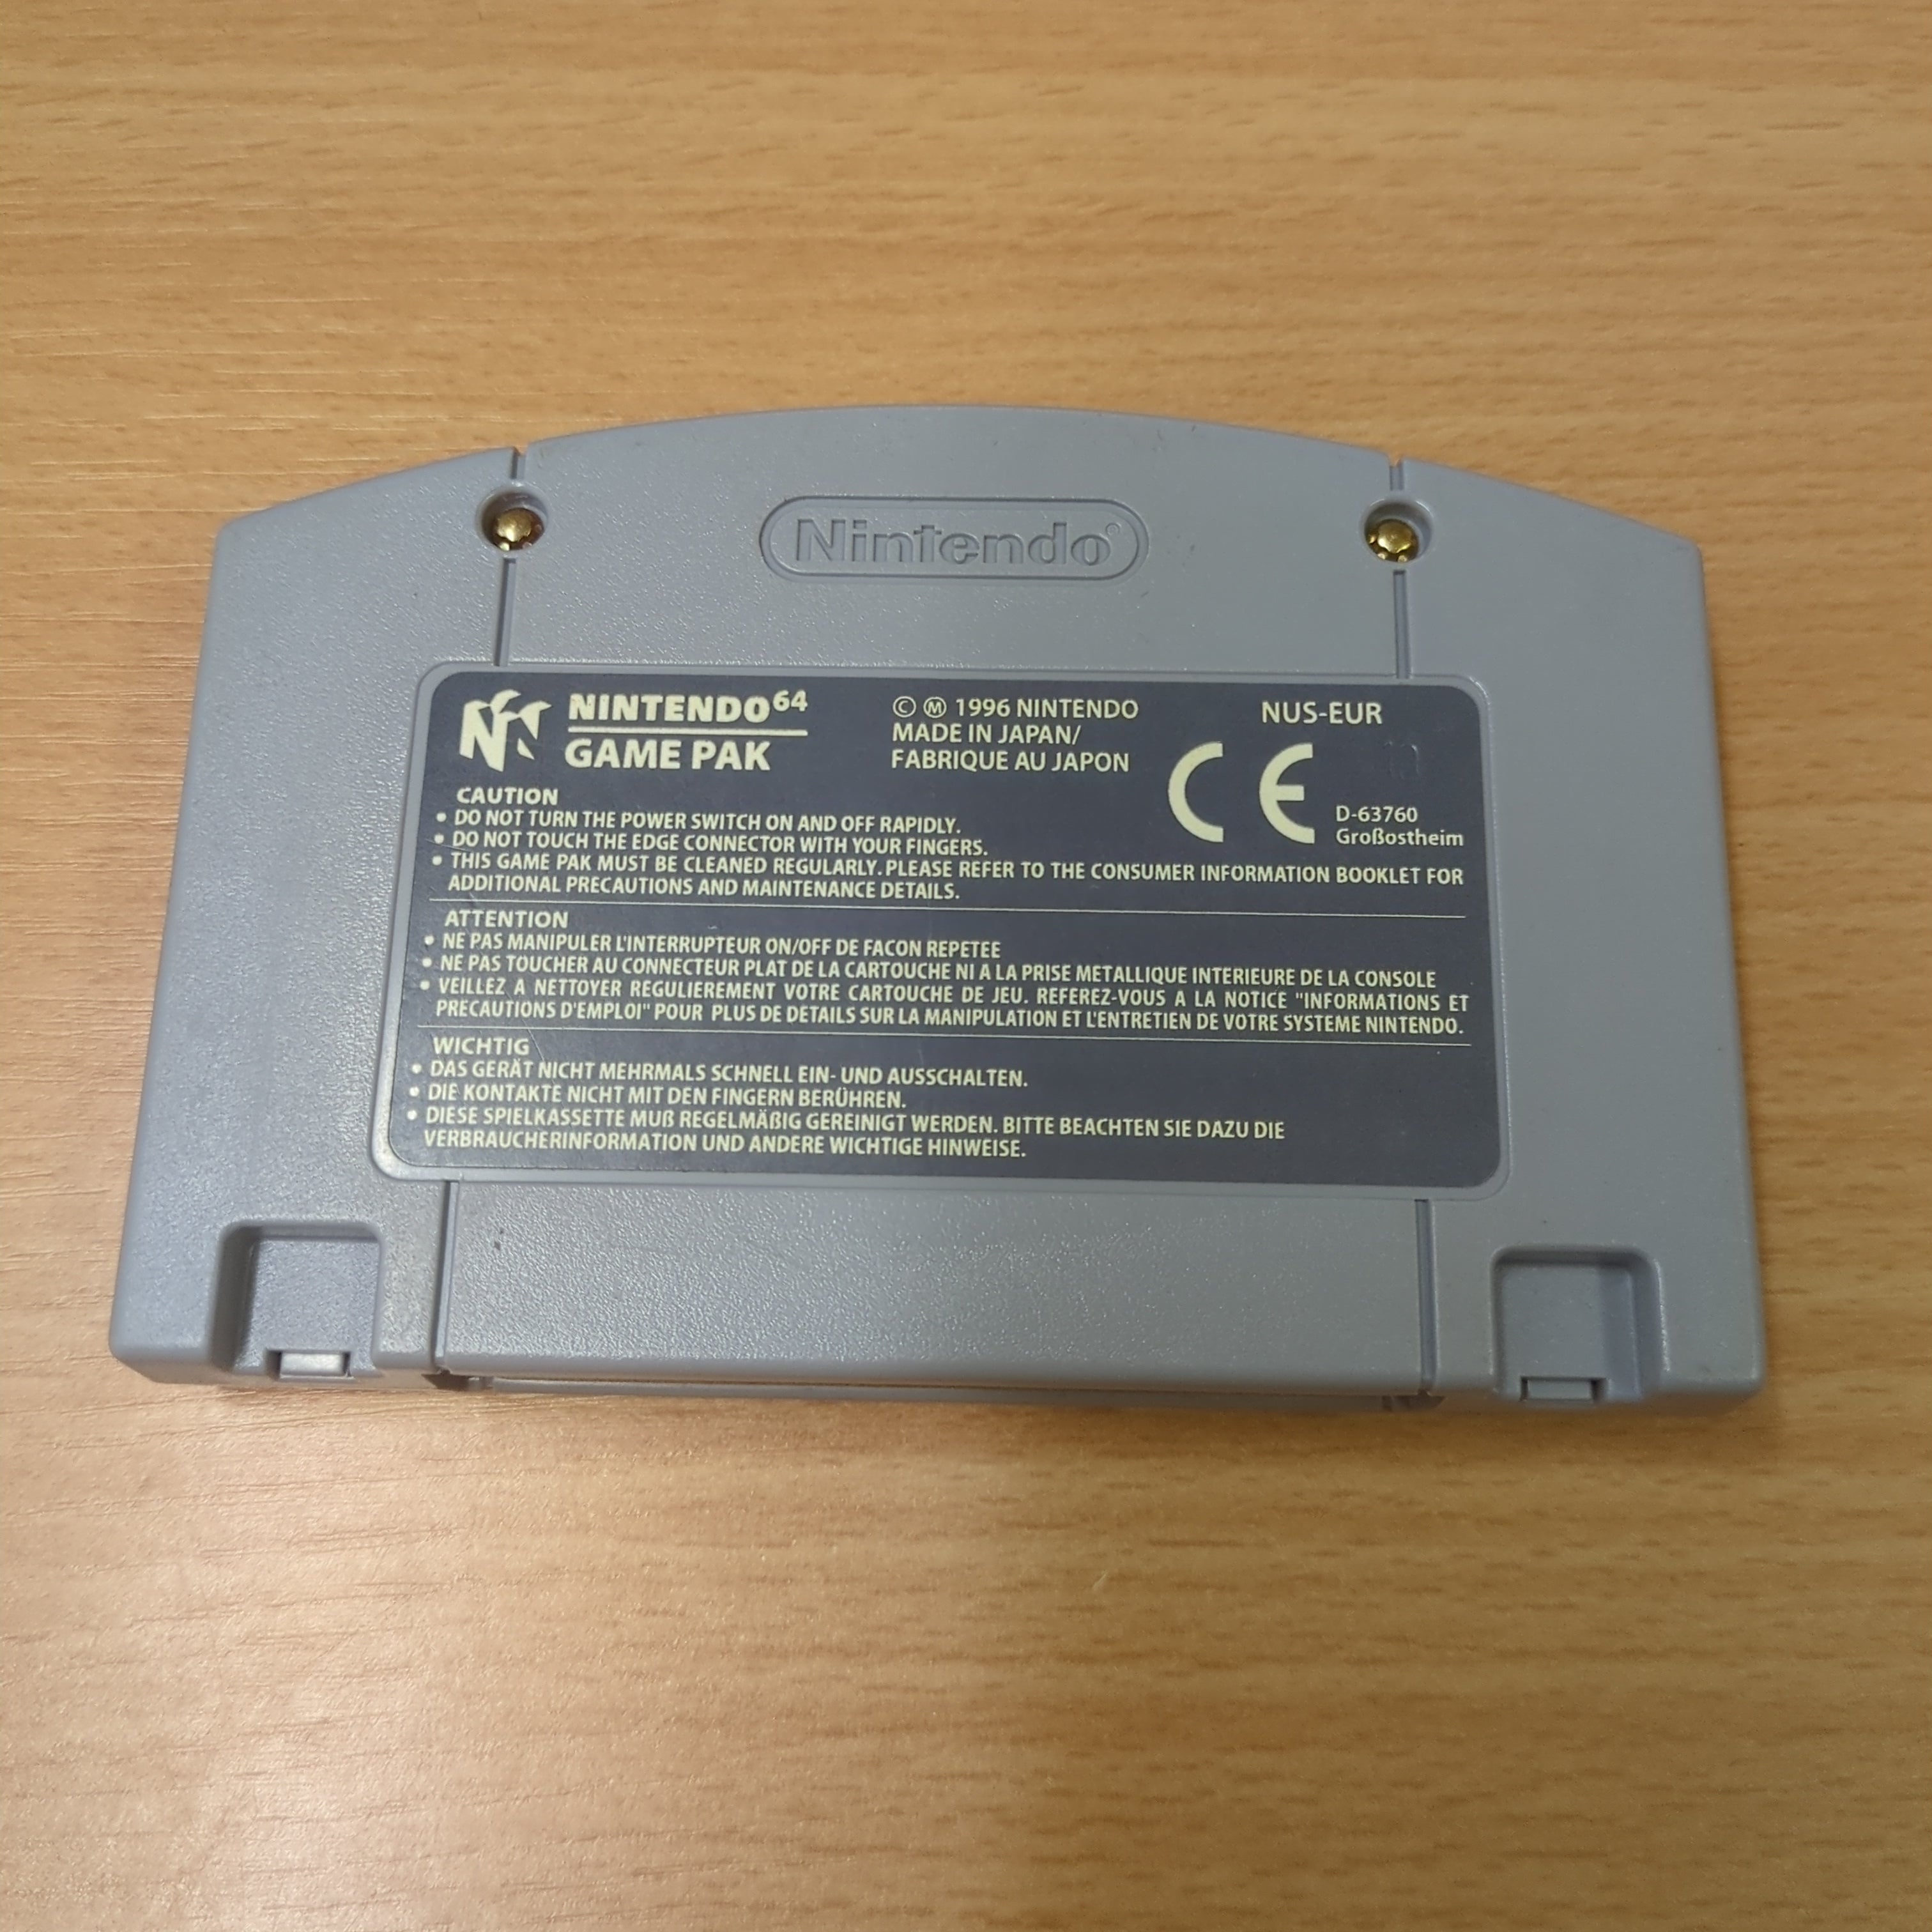 Nintendo®
NINTENDO64
GAME PAK
© Ⓜ 1996 NINTENDO
MADE IN JAPAN/
FABRIQUE AU JAPON
NUS-EUR
CE
D-63760
Großostheim
CAUTION
• DO NOT TURN THE POWER SWITCH ON AND OFF RAPIDLY.
• DO NOT TOUCH THE EDGE CONNECTOR WITH YOUR FINGERS.
• THIS GAME PAK MUST BE CLEANED REGULARLY. PLEASE REFER TO THE CONSUMER INFORMATION BOOKLET FOR
ADDITIONAL PRECAUTIONS AND MAINTENANCE DETAILS.
ATTENTION
• NE PAS MANIPULER L'INTERRUPTEUR ON/OFF DE FACON REPETEE
• NE PAS TOUCHER AU CONNECTEUR PLAT DE LA CARTOUCHE NI A LA PRISE METALLIQUE INTERIEURE DE LA CONSOLE
• VEILLEZ A NETTOYER REGULIEREMENT VOTRE CARTOUCHE DE JEU. REFEREZ-VOUS A LA NOTICE "INFORMATIONS ET
PRECAUTIONS D'EMPLOI" POUR PLUS DE DETAILS SUR LA MANIPULATION ET L'ENTRETIEN DE VOTRE SYSTEME NINTENDO.
WICHTIG
• DAS GERÄT NICHT MEHRMALS SCHNELL EIN- UND AUSSCHALTEN.
• DIE KONTAKTE NICHT MIT DEN FINGERN BERÜHREN.
• DIESE SPIELKASSETTE MUß REGELMÄßIG GEREINIGT WERDEN. BITTE BEACHTEN SIE DAZU DIE
VERBRAUCHERINFORMATION UND ANDERE WICHTIGE HINWEISE.